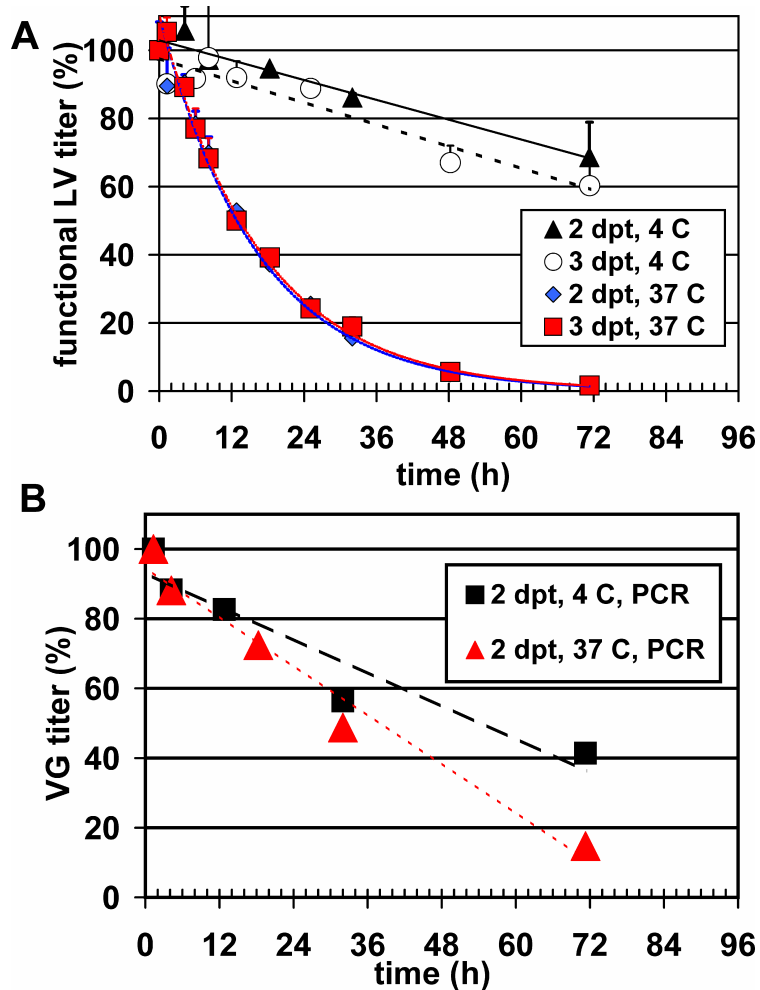 A
functional LV titer (%)
100
80
60
40
20
0
2 dpt, 4 C
3 dpt, 4 C
2 dpt, 37 C
3 dpt, 37 C
0 12 24 36 48 60 72 84 96
time (h)
B
VG titer (%)
100
80
60
40
20
0
2 dpt, 4 C, PCR
2 dpt, 37 C, PCR
0 12 24 36 48 60 72 84 96
time (h)